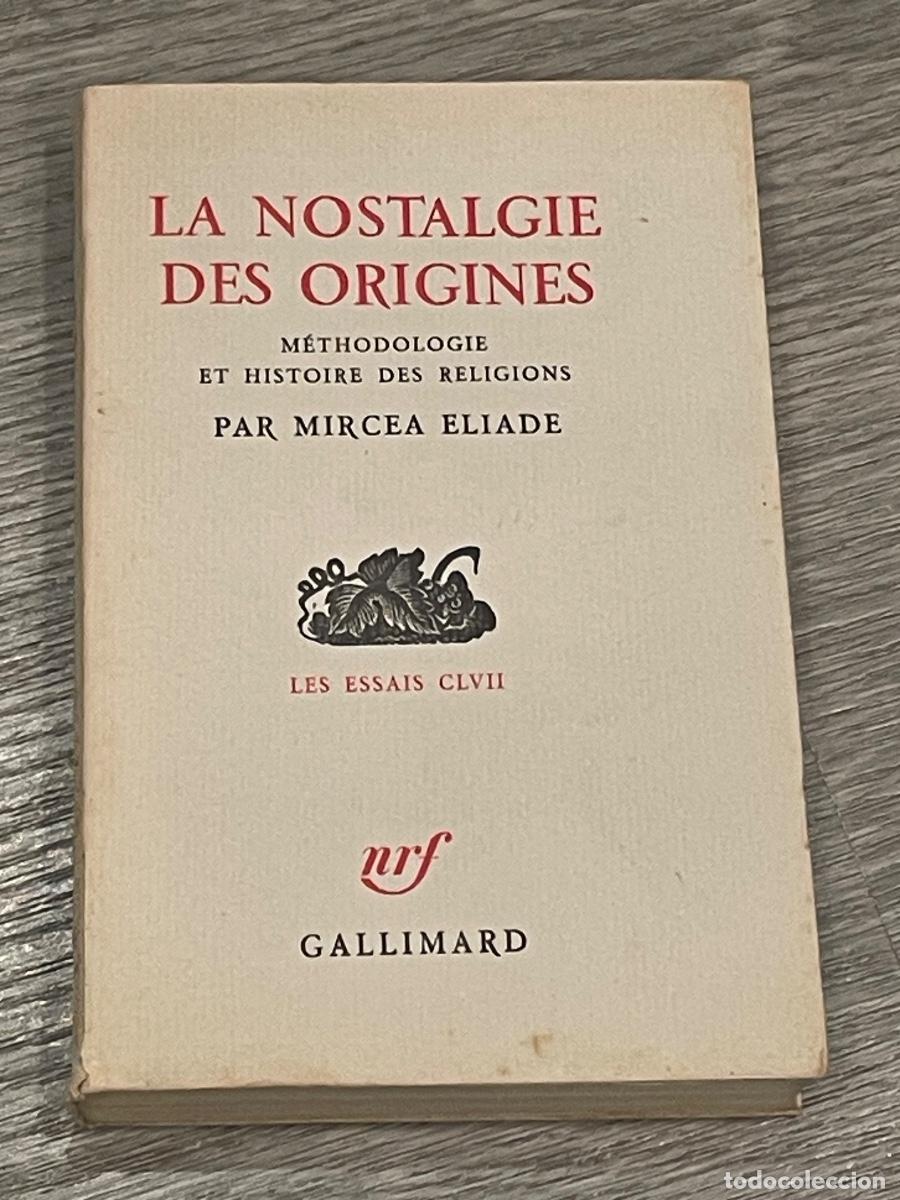 LA NOSTALGIE
DES ORIGINES
MÉTHODOLOGIE
ET HISTOIRE DES RELIGIONS
PAR MIRCEA ELIADE
LES ESSAIS CLVII
nrf
GALLIMARD
todocoleccion